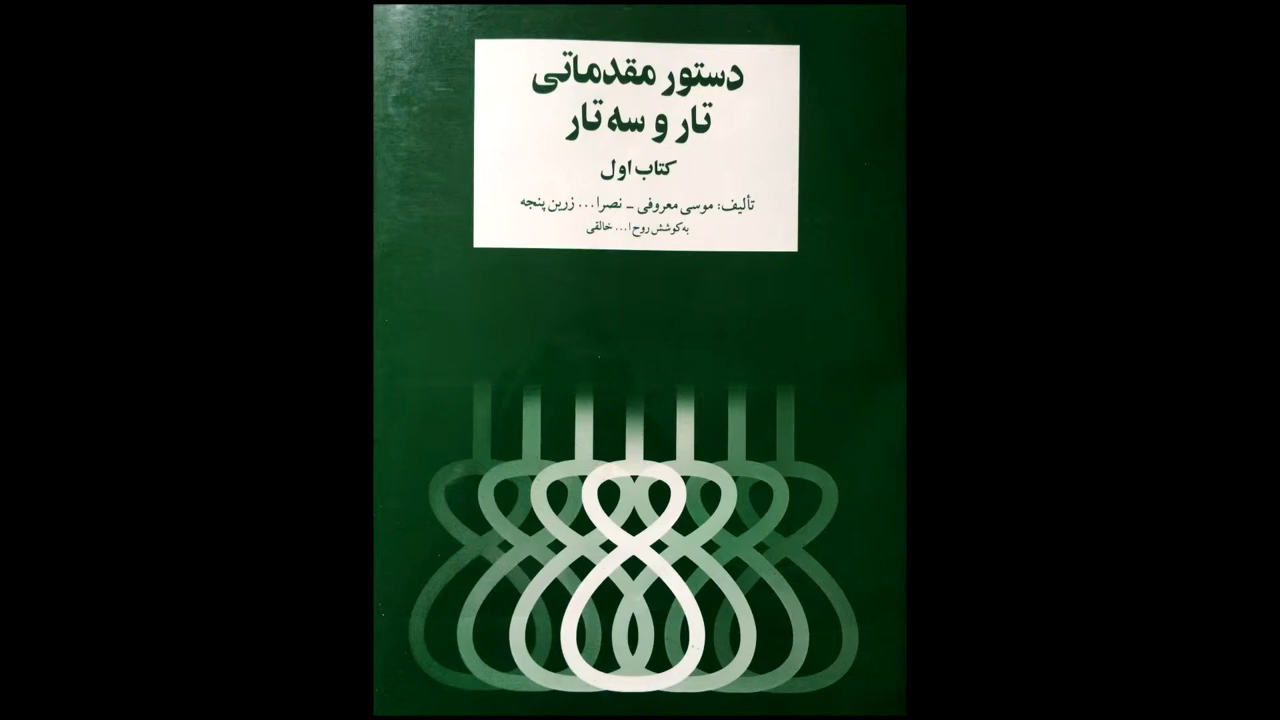 دستور مقدماتی
تار و سه تار
کتاب اول
تألیف: موسی معروفی ـ نصرا... زرین پنجه
به کوشش روح ا... خالقی